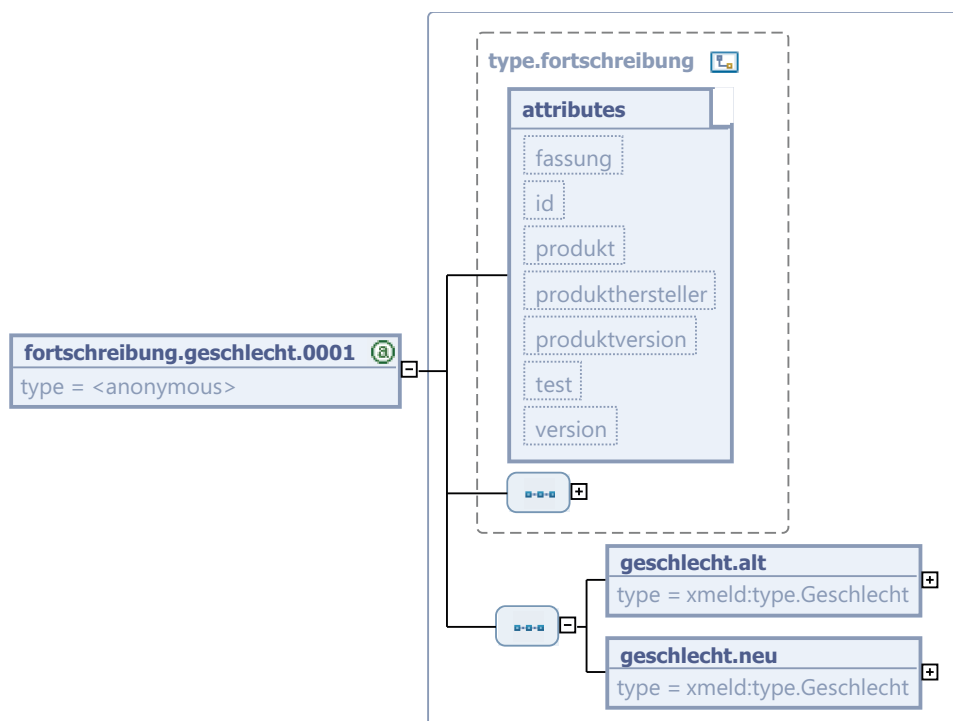 type.fortschreibung
attributes
fassung
id
produkt
produkthersteller
produktversion
test
version
fortschreibung.geschlecht.0001 a
type = <anonymous>
geschlecht.alt
type = xmeld:type.Geschlecht
geschlecht.neu
type = xmeld:type.Geschlecht